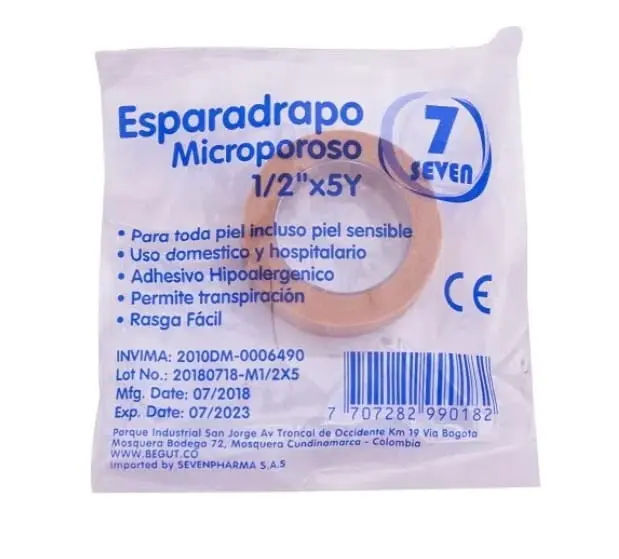 Esparadrapo
Microporoso
1/2"x5Y
7
SEVEN
• Para toda piel incluso piel sensible
• Uso domestico y hospitalario
• Adhesivo Hipoalergenico
• Permite transpiración
• Rasga Fácil
CE
INVIMA: 2010DM-0006490
Lot No.: 20180718-M1/2X5
Mfg. Date: 07/2018
Exp. Date: 07/2023
7 707282 990182
Parque Industrial San Jorge Av Troncal de Occidente Km 19 Via Bogota
Mosquera Bodega 72, Mosquera Cundinamarca - Colombia
WWW.BEGUT.CO
Imported by SEVENPHARMA S.A.S